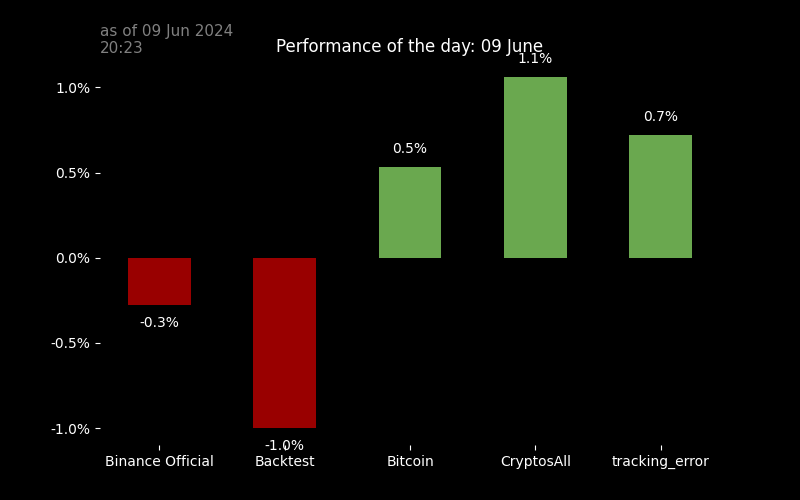 as of 09 Jun 2024
20:23
Performance of the day: 09 June
1.1%
1.0%
0.7%
0.5%
0.5%
0.0%
-0.3%
-0.5%
-1.0%
-1.0%
Binance Official
Backtest
Bitcoin
CryptosAll
tracking_error